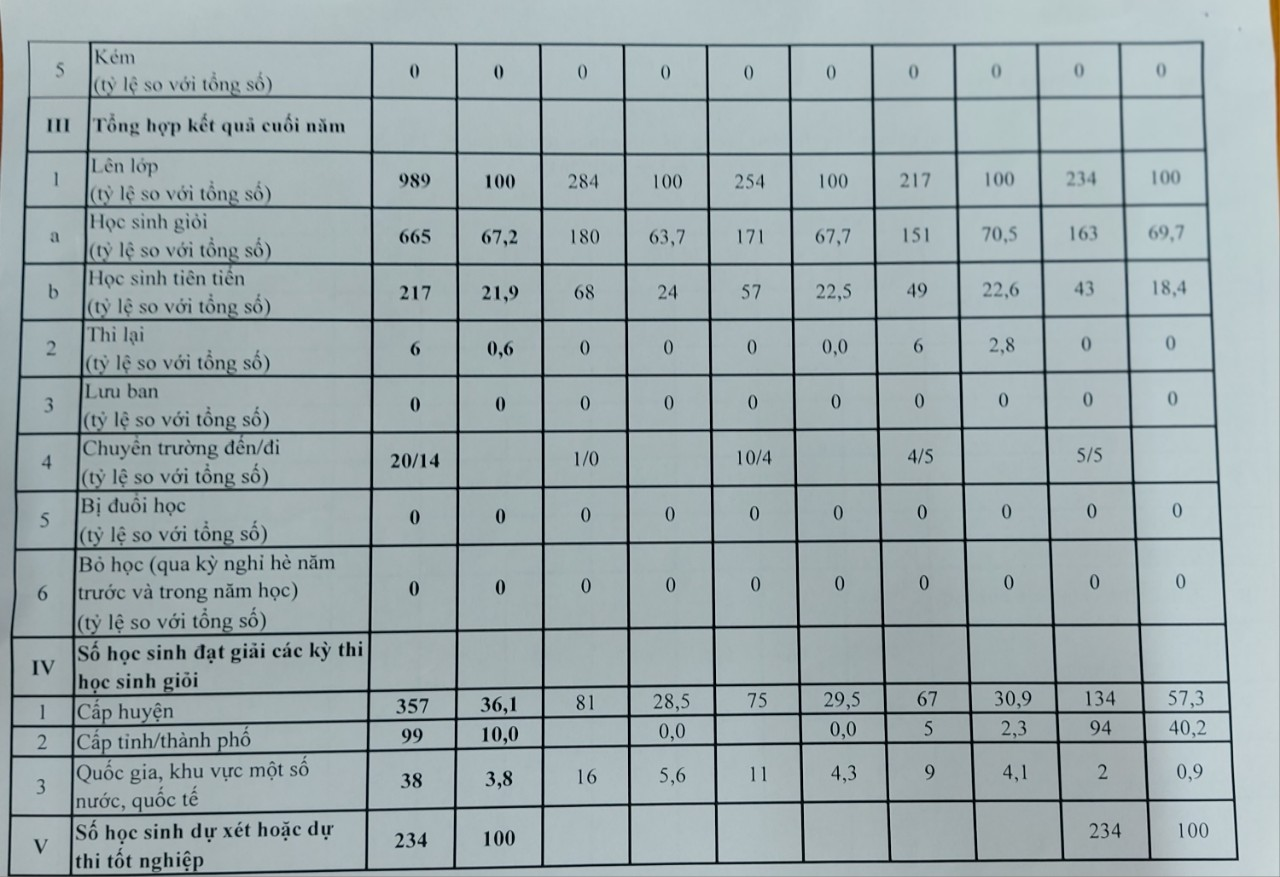 5 Kém (tỷ lệ so với tổng số) 0 0 0 0 0 0 0 0 0 0
III Tổng hợp kết quả cuối năm
1 Lên lớp (tỷ lệ so với tổng số) 989 100 284 100 254 100 217 100 234 100
a Học sinh giỏi (tỷ lệ so với tổng số) 665 67,2 180 63,7 171 67,7 151 70,5 163 69,7
b Học sinh tiên tiến (tỷ lệ so với tổng số) 217 21,9 68 24 57 22,5 49 22,6 43 18,4
2 Thi lại (tỷ lệ so với tổng số) 6 0,6 0 0 0 0,0 6 2,8 0 0
3 Lưu ban (tỷ lệ so với tổng số) 0 0 0 0 0 0 0 0 0 0
4 Chuyển trường đến/đi (tỷ lệ so với tổng số) 20/14 1/0 10/4 4/5 5/5
5 Bị đuổi học (tỷ lệ so với tổng số) 0 0 0 0 0 0 0 0 0 0
6 Bỏ học (qua kỳ nghỉ hè năm trước và trong năm học) (tỷ lệ so với tổng số) 0 0 0 0 0 0 0 0 0 0
IV Số học sinh đạt giải các kỳ thi học sinh giỏi
1 Cấp huyện 357 36,1 81 28,5 75 29,5 67 30,9 134 57,3
2 Cấp tỉnh/thành phố 99 10,0 0,0 0,0 5 2,3 94 40,2
3 Quốc gia, khu vực một số nước, quốc tế 38 3,8 16 5,6 11 4,3 9 4,1 2 0,9
V Số học sinh dự xét hoặc dự thi tốt nghiệp 234 100 234 100